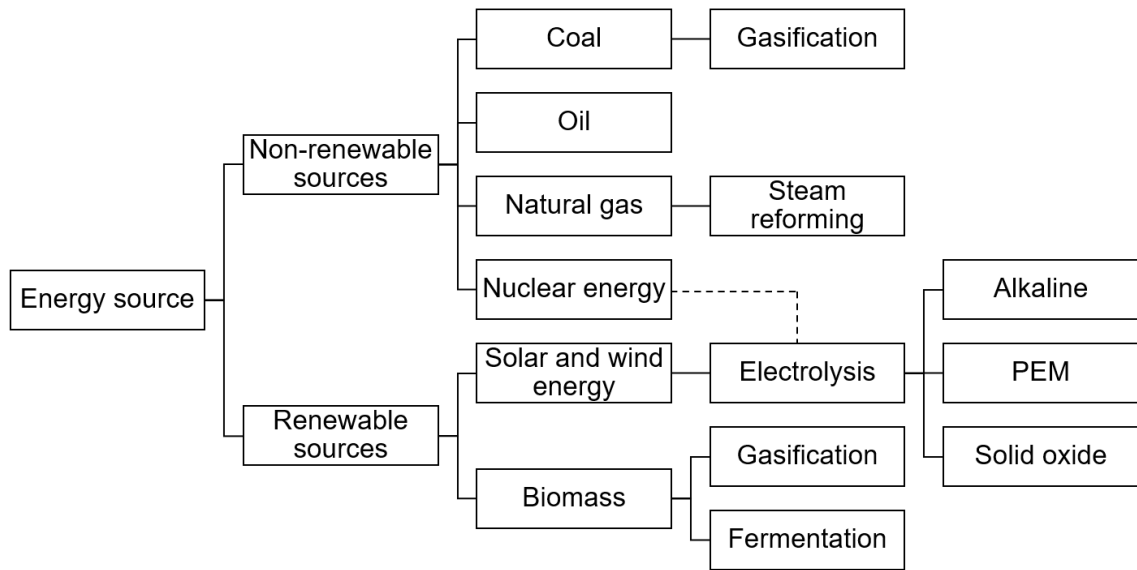 Coal
Gasification
Oil
Non-renewable
sources
Natural gas
Steam
reforming
Energy source
Nuclear energy
Alkaline
Solar and wind
energy
Electrolysis
PEM
Renewable
sources
Gasification
Solid oxide
Biomass
Fermentation